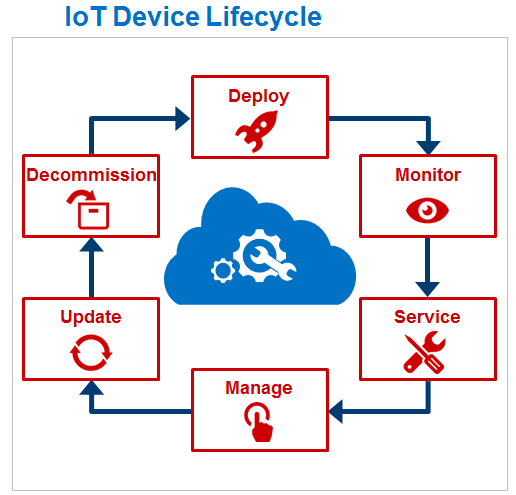 IoT Device Lifecycle
Deploy
Decommission
Monitor
Update
Service
Manage